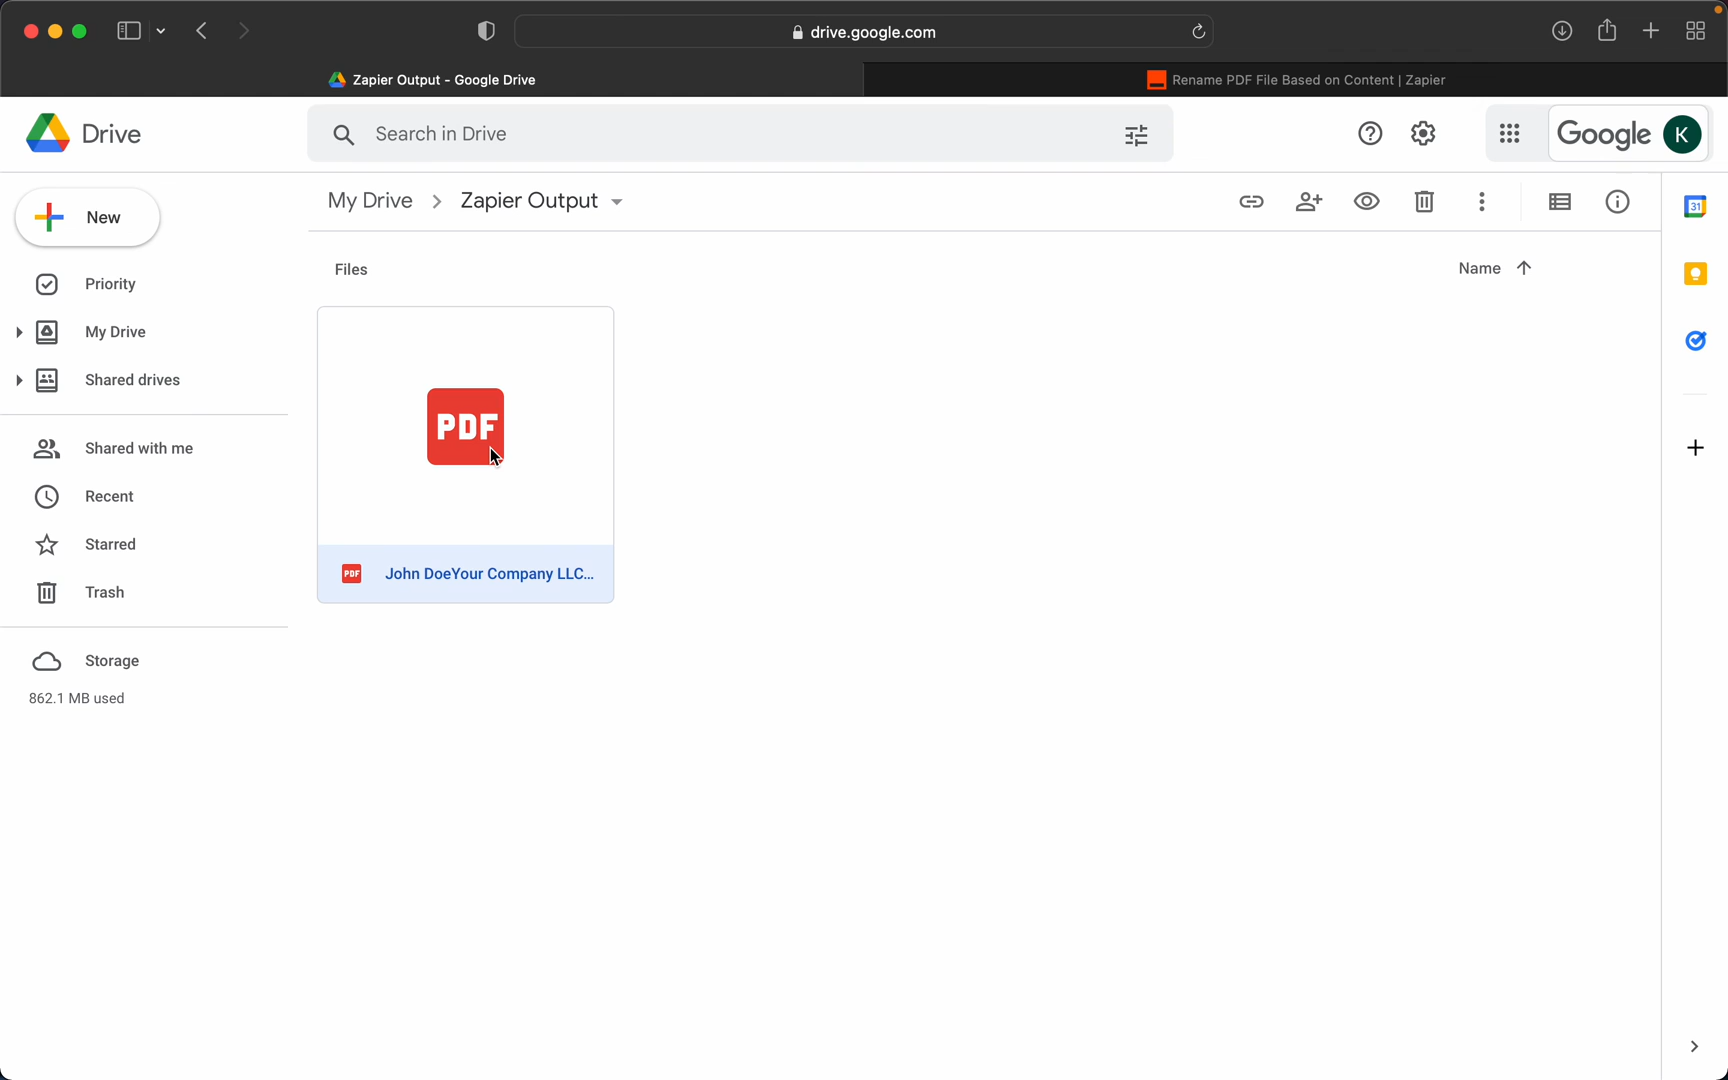 drive.google.com
Zapier Output - Google Drive
Rename PDF File Based on Content | Zapier
Drive
Search in Drive
Google
K
New
My Drive
Zapier Output
31
Priority
Files
Name
My Drive
Shared drives
PDF
Shared with me
Recent
Starred
PDF
John DoeYour Company LLC...
Trash
Storage
862.1 MB used